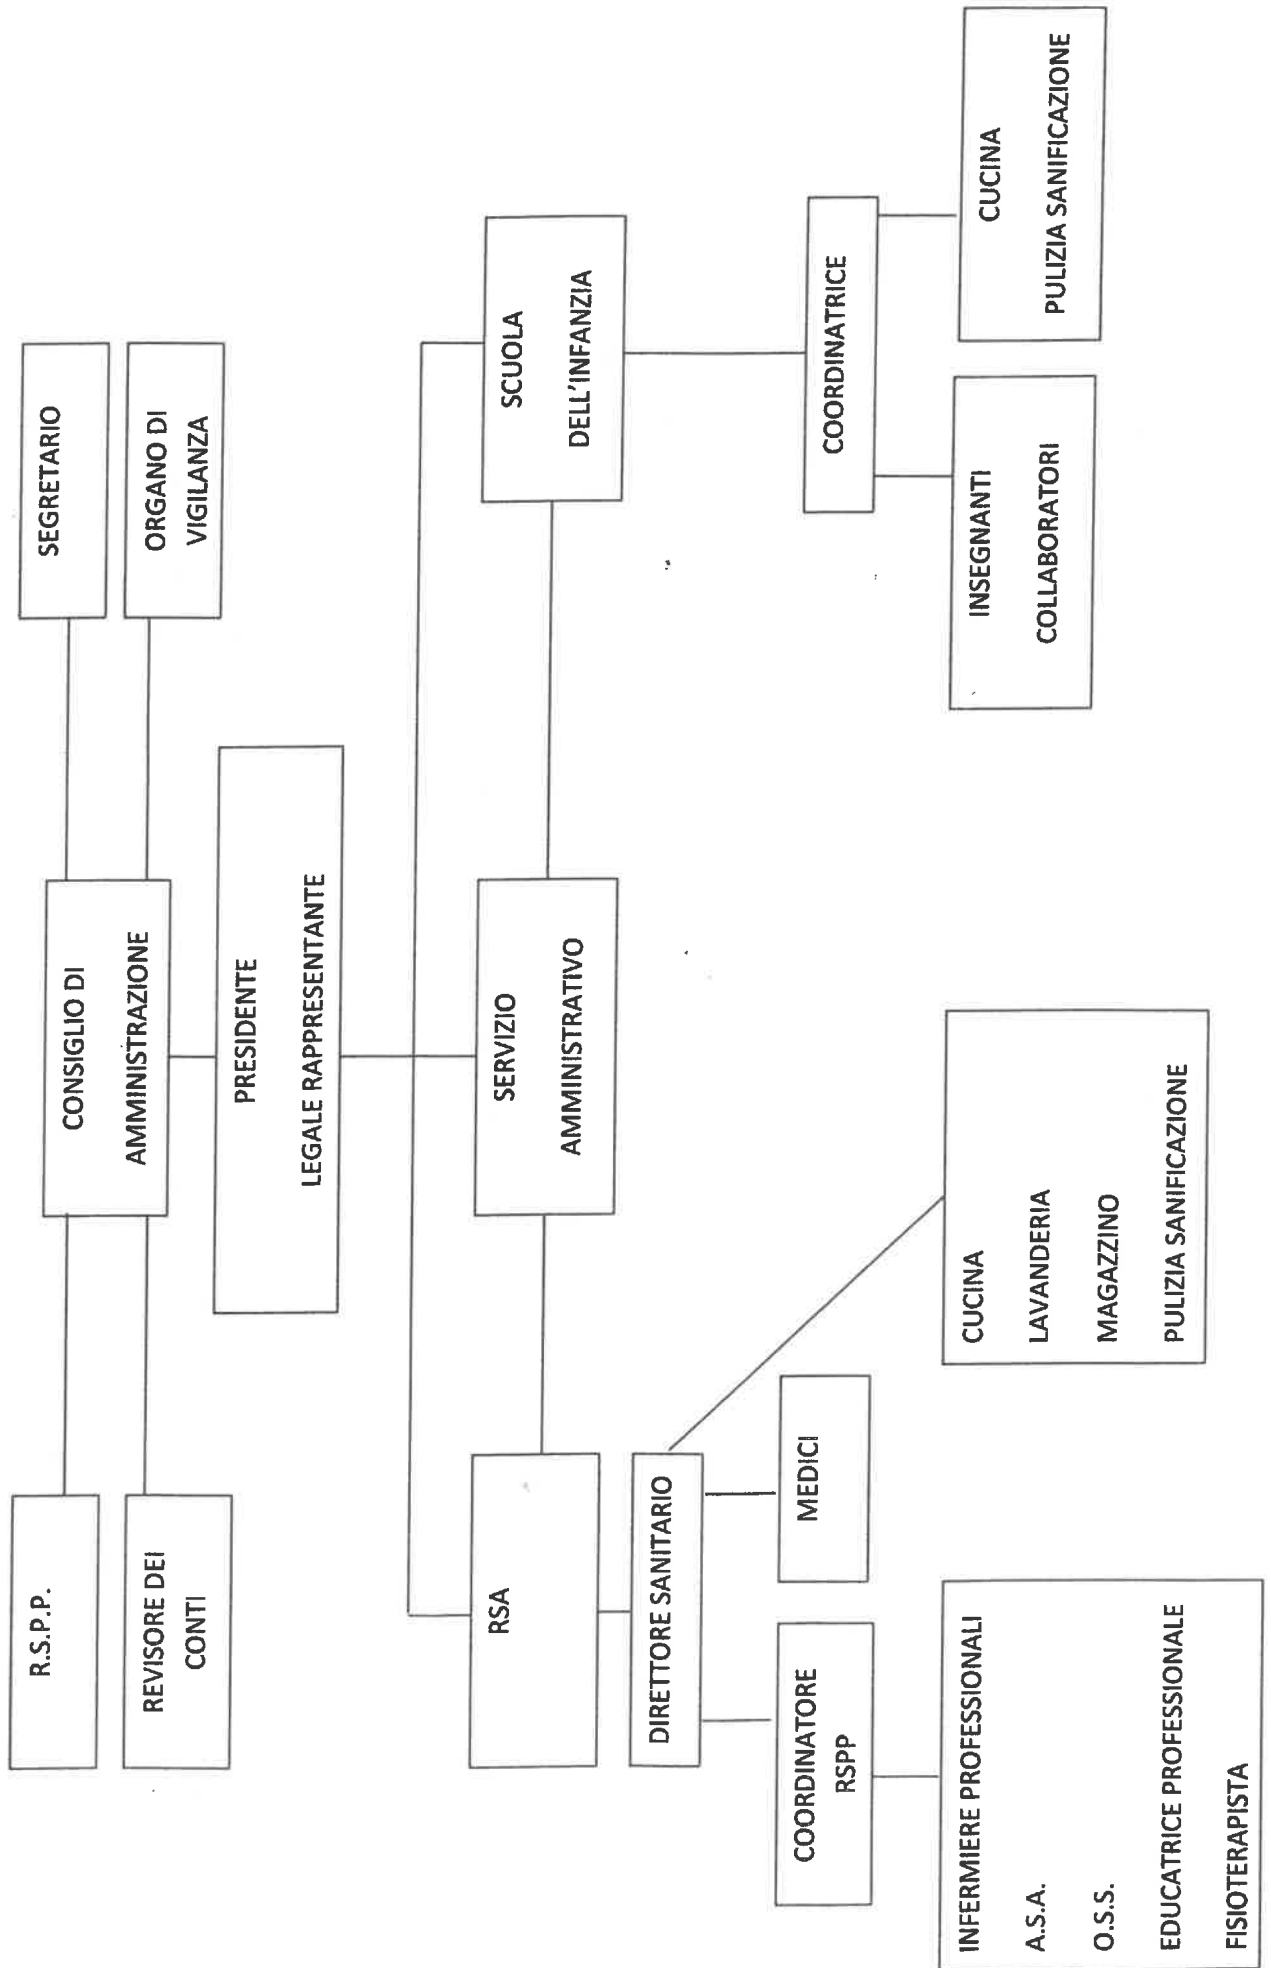 R.S.P.P.
REVISORE DEI
CONTI
CONSIGLIO DI
AMMINISTRAZIONE
SEGRETARIO
ORGANO DI
VIGILANZA
PRESIDENTE
LEGALE RAPPRESENTANTE
RSA
SERVIZIO
AMMINISTRATIVO
SCUOLA
DELL'INFANZIA
DIRETTORE SANITARIO
COORDINATORE
RSPP
MEDICI
COORDINATRICE
INFERMIERE PROFESSIONALI
A.S.A.
O.S.S.
EDUCATRICE PROFESSIONALE
FISIOTERAPISTA
CUCINA
LAVANDERIA
MAGAZZINO
PULIZIA SANIFICAZIONE
INSEGNANTI
COLLABORATORI
CUCINA
PULIZIA SANIFICAZIONE